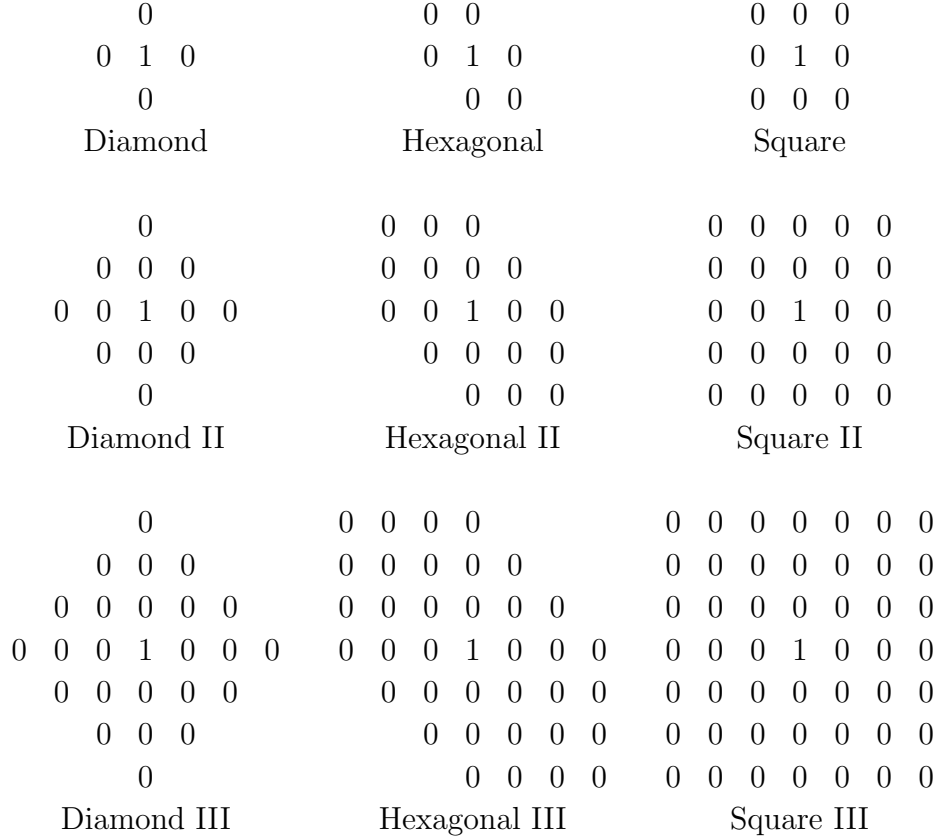 0 0 0 0 0 0
0 1 0 0 1 0 0 1 0
0 0 0 0 0 0
Diamond Hexagonal Square
0 0 0 0 0 0 0 0 0
0 0 0 0 0 0 0 0 0 0 0 0
0 0 1 0 0 0 0 1 0 0 0 0 1 0 0
0 0 0 0 0 0 0 0 0 0 0 0
0 0 0 0 0 0 0 0 0
Diamond II Hexagonal II Square II
0 0 0 0 0 0 0 0 0 0 0 0
0 0 0 0 0 0 0 0 0 0 0 0 0 0 0
0 0 0 0 0 0 0 0 0 0 0 0 0 0 0 0 0 0
0 0 0 1 0 0 0 0 0 0 1 0 0 0 0 0 0 1 0 0 0
0 0 0 0 0 0 0 0 0 0 0 0 0 0 0 0 0 0
0 0 0 0 0 0 0 0 0 0 0 0 0 0 0
0 0 0 0 0 0 0 0 0 0 0 0
Diamond III Hexagonal III Square III